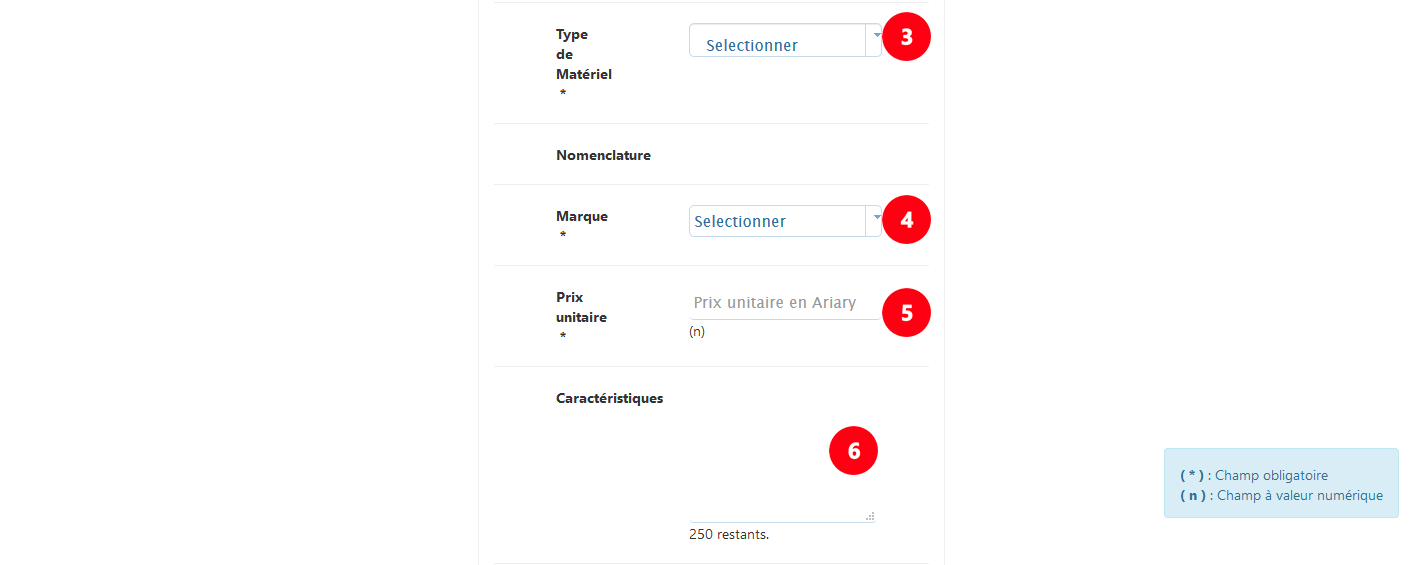 Type
de
Matériel
*
Selectionner
3
Nomenclature
Marque
*
Selectionner
4
Prix
unitaire
*
Prix unitaire en Ariary
(n)
5
Caractéristiques
6
250 restants.
( * ) : Champ obligatoire
( n ) : Champ à valeur numérique